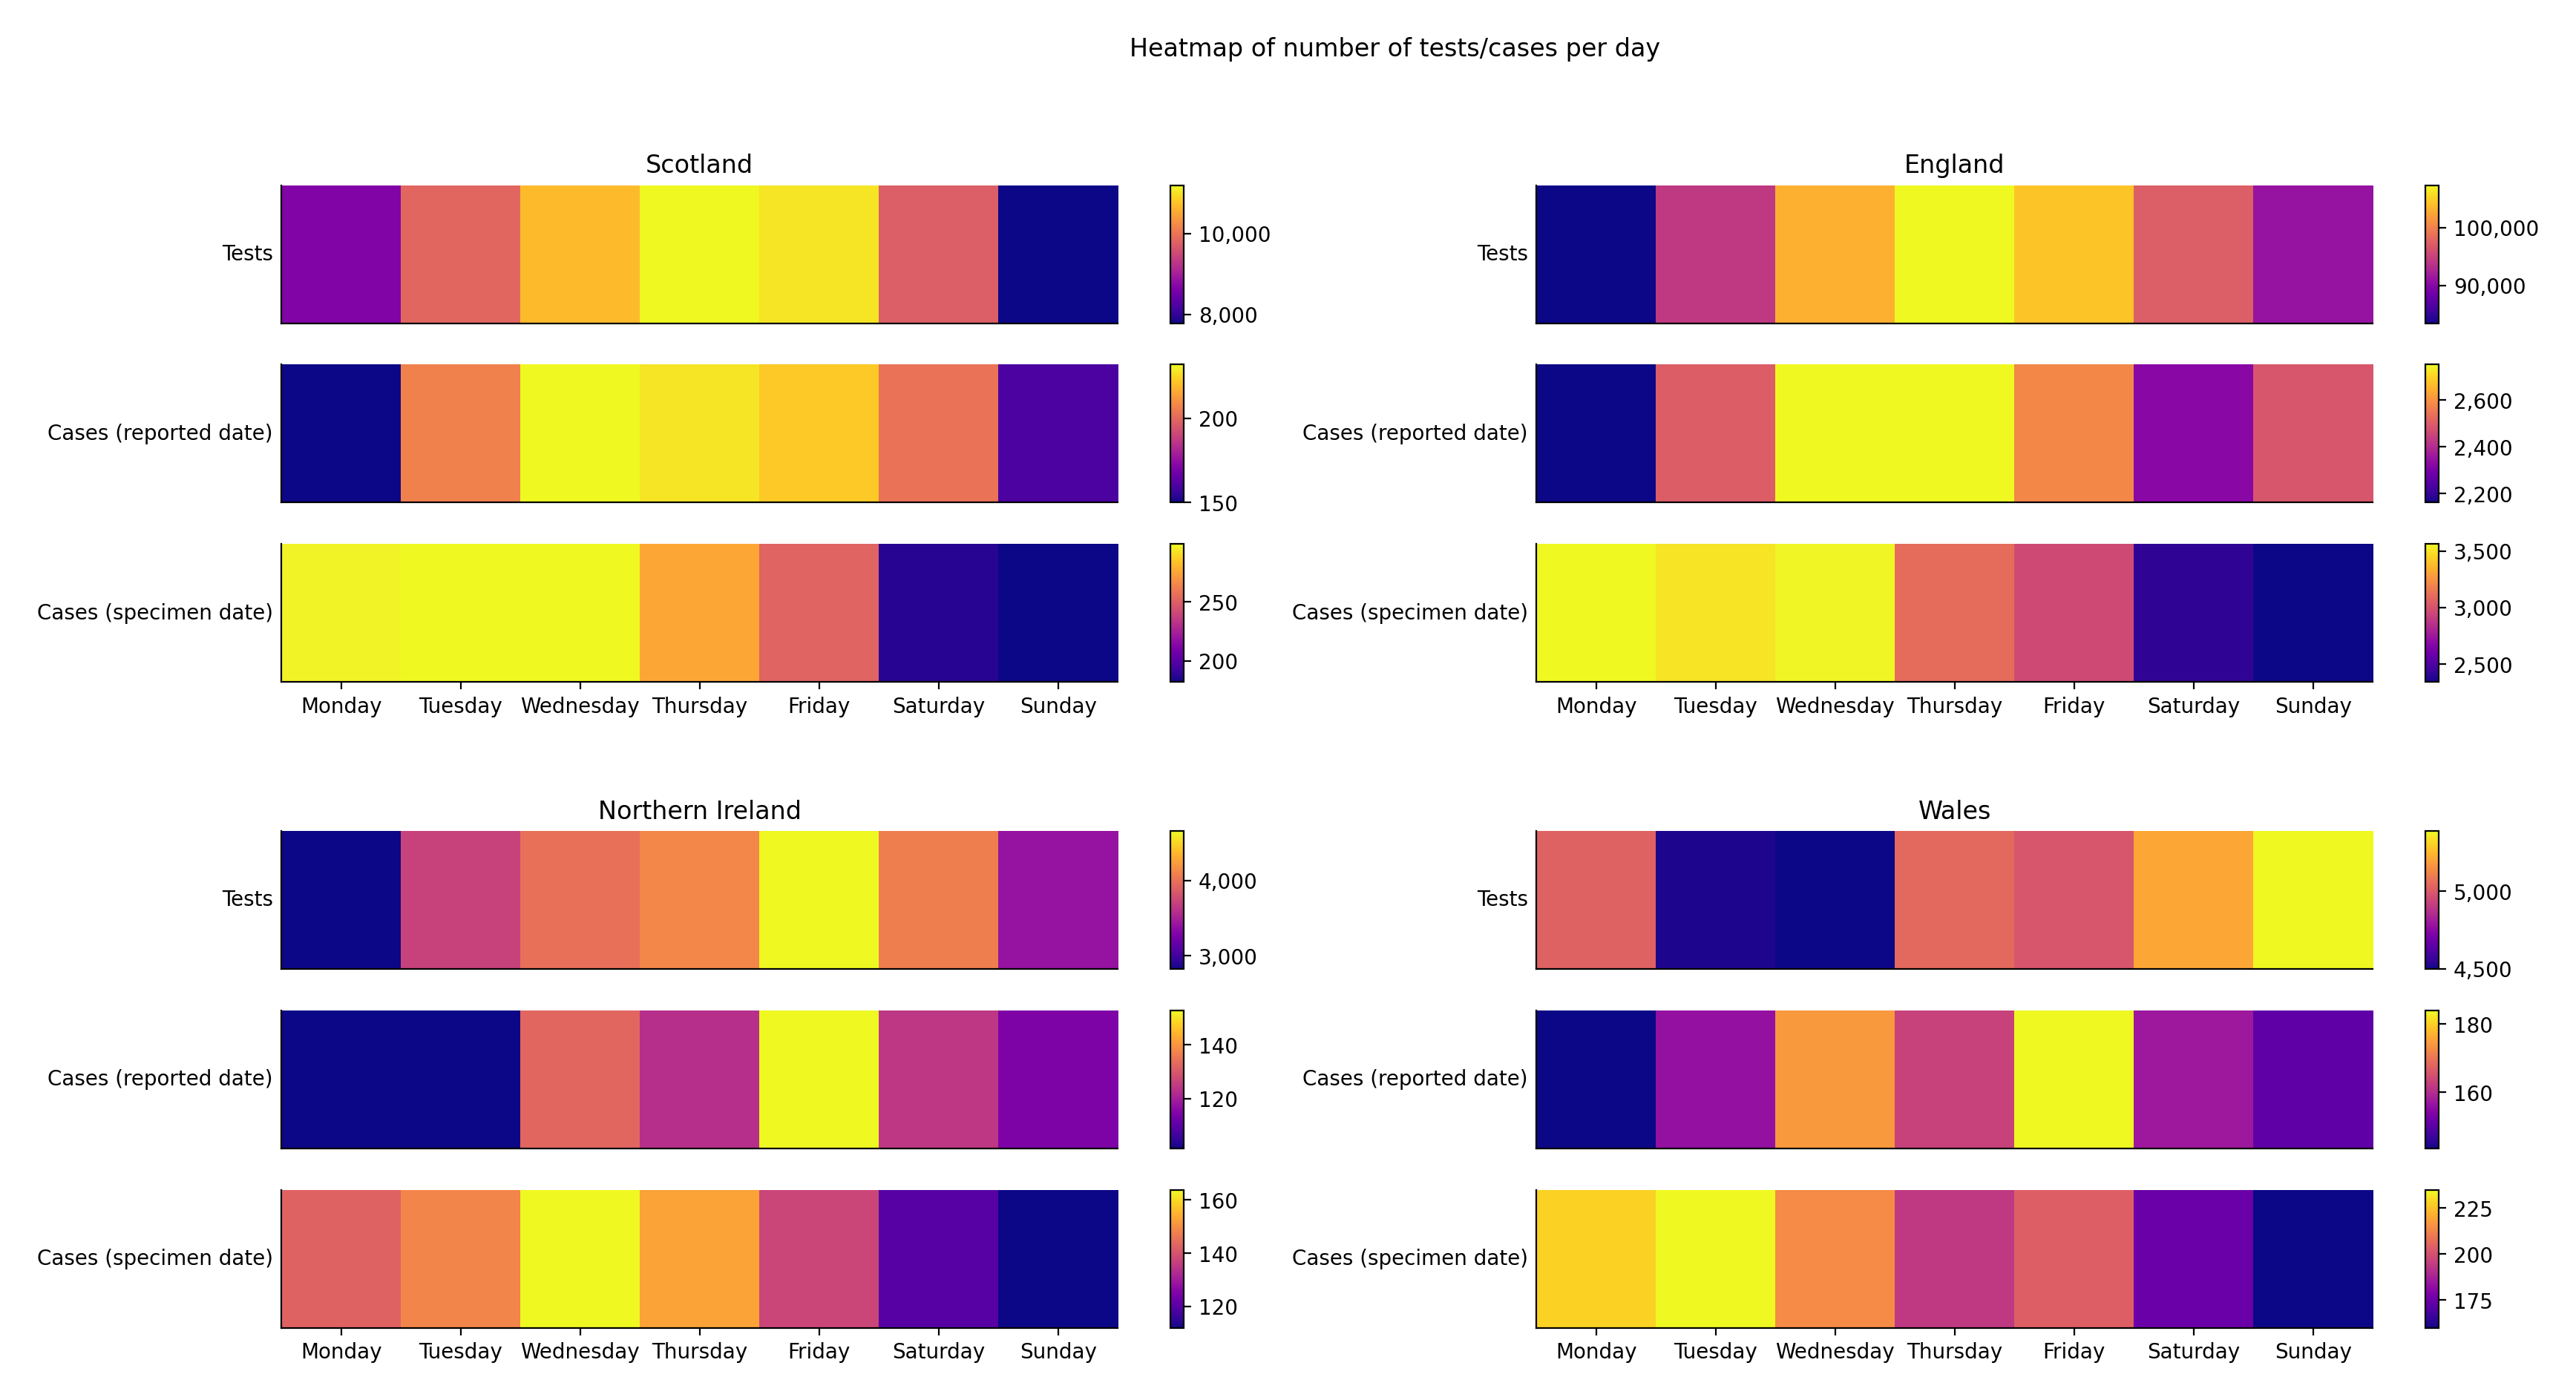 Heatmap of number of tests/cases per day
Scotland
Tests
10,000
8,000
Cases (reported date)
200
150
Cases (specimen date)
250
200
Monday Tuesday Wednesday Thursday Friday Saturday Sunday
England
Tests
100,000
90,000
Cases (reported date)
2,600
2,400
2,200
Cases (specimen date)
3,500
3,000
2,500
Monday Tuesday Wednesday Thursday Friday Saturday Sunday
Northern Ireland
Tests
4,000
3,000
Cases (reported date)
140
120
Cases (specimen date)
160
140
120
Monday Tuesday Wednesday Thursday Friday Saturday Sunday
Wales
Tests
5,000
4,500
Cases (reported date)
180
160
Cases (specimen date)
225
200
175
Monday Tuesday Wednesday Thursday Friday Saturday Sunday